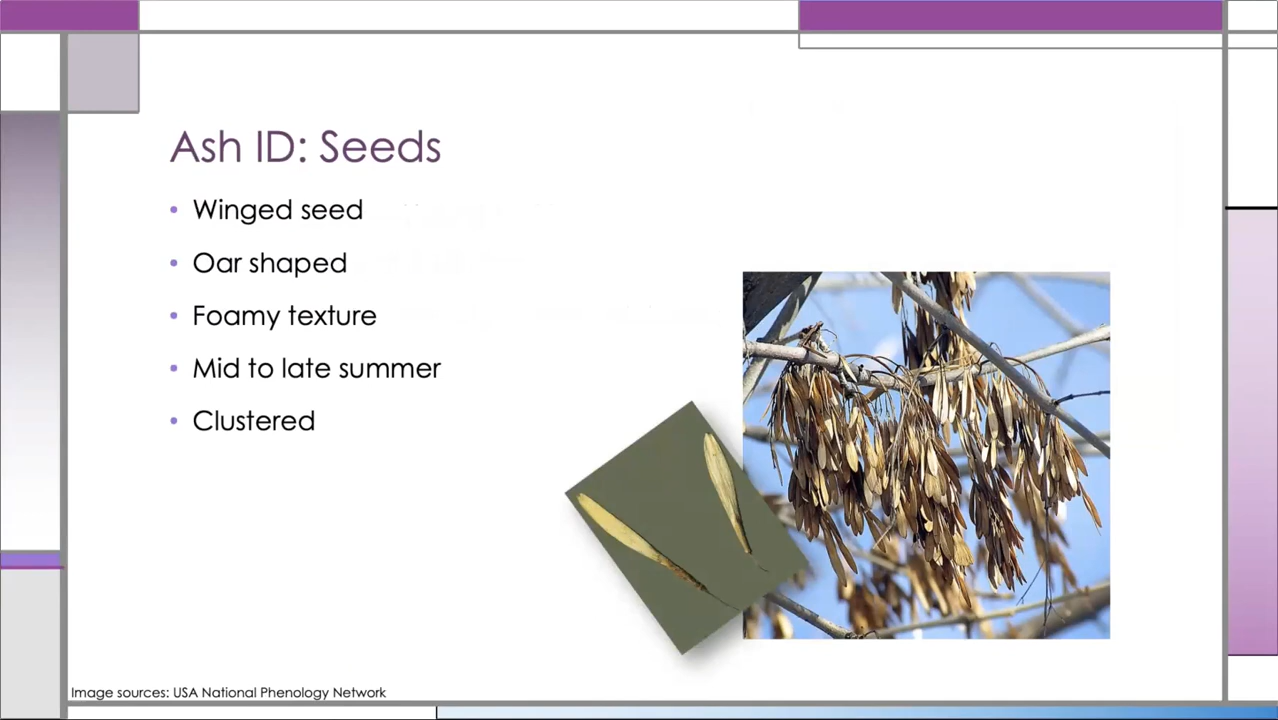 Ash ID: Seeds
• Winged seed
• Oar shaped
• Foamy texture
• Mid to late summer
• Clustered
Image sources: USA National Phenology Network